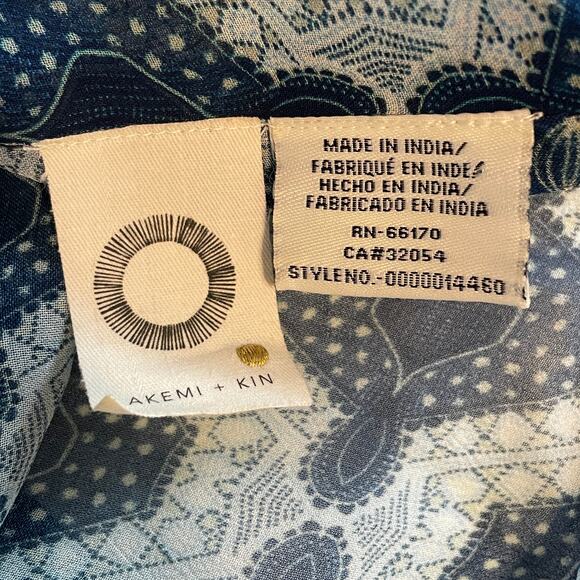 AKEMI + KIN
MADE IN INDIA/
FABRIQUÉ EN INDE/
HECHO EN INDIA/
FABRICADO EN INDIA
RN-66170
CA#32054
STYLE NO.-0000014460